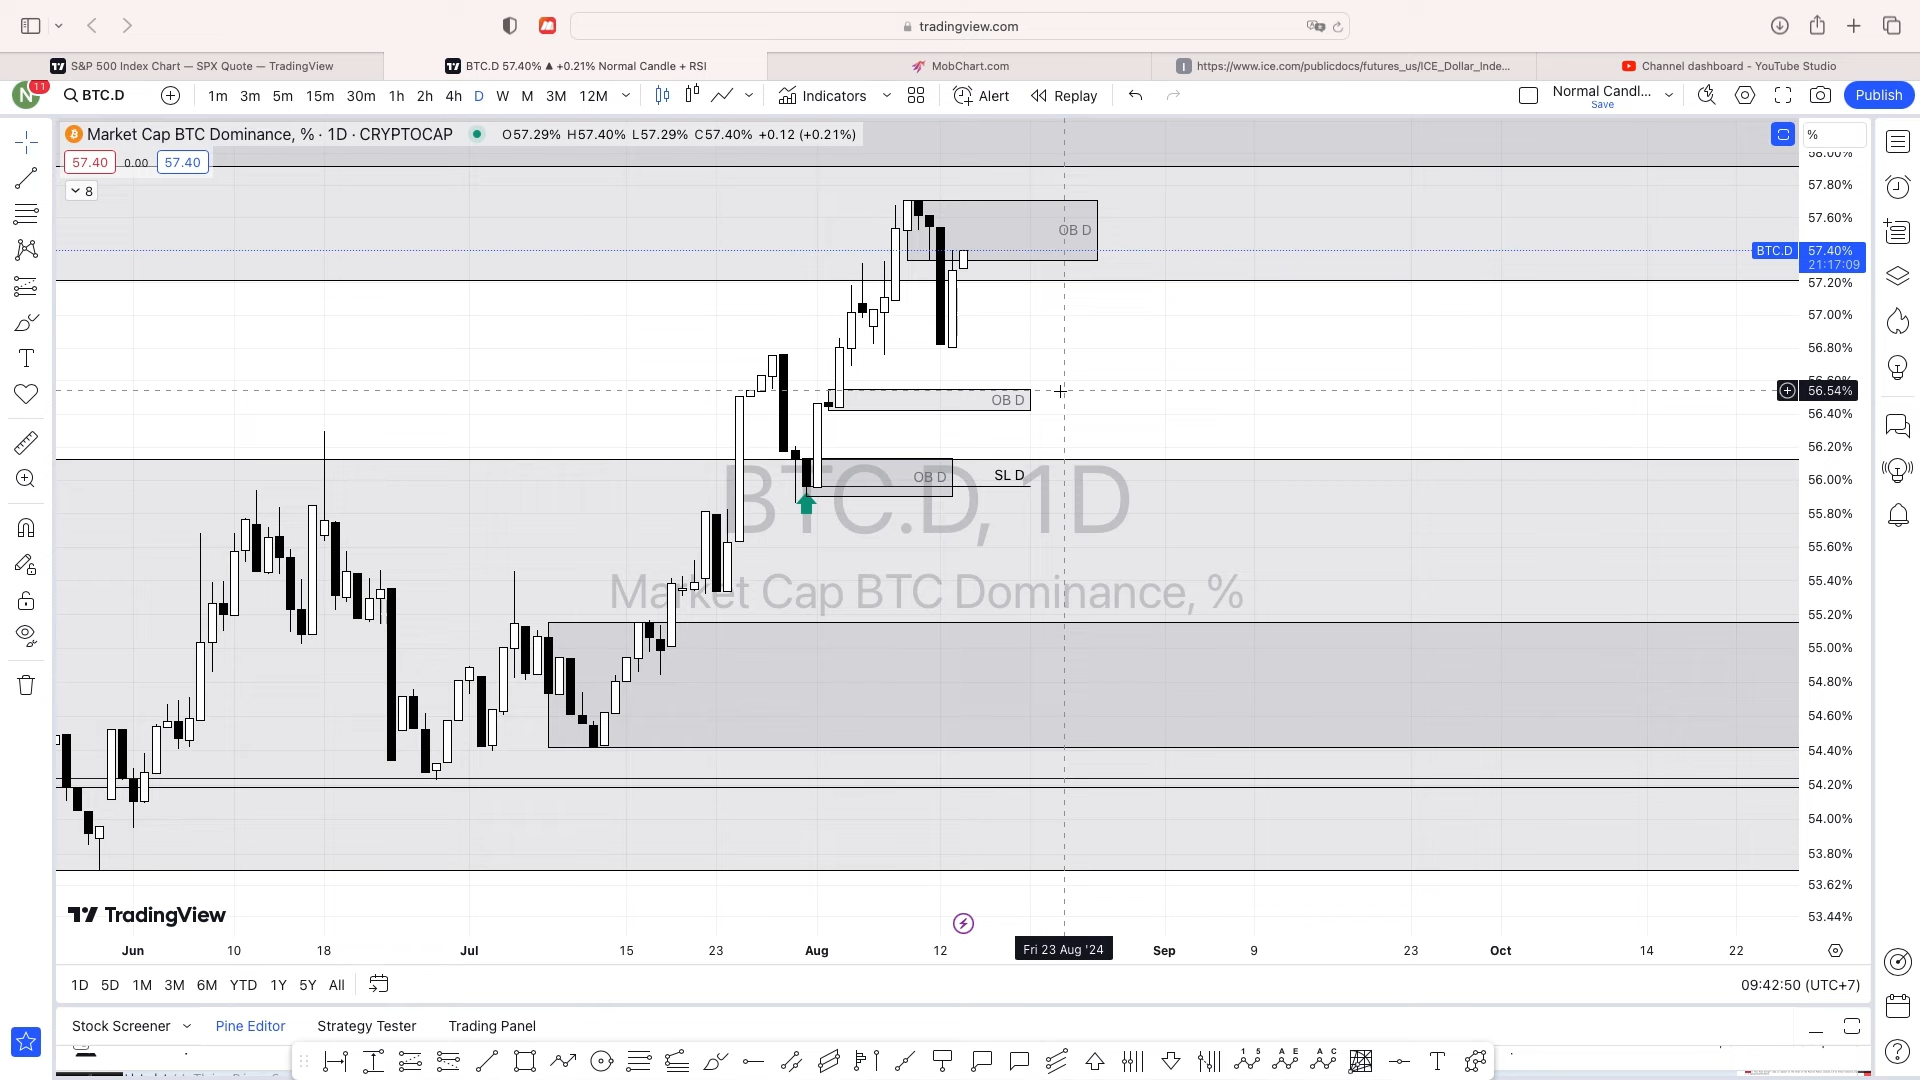 tradingview.com
S&P 500 Index Chart — SPX Quote — TradingView
BTC.D 57.40% ▲ +0.21% Normal Candle + RSI
MobChart.com
https://www.ice.com/publicdocs/futures_us/ICE_Dollar_Inde...
Channel dashboard - YouTube Studio
N 11 BTC.D 1m 3m 5m 15m 30m 1h 2h 4h D W M 3M 12M Indicators Alert Replay Normal Candl... Save Publish
Market Cap BTC Dominance, % · 1D · CRYPTOCAP O57.29% H57.40% L57.29% C57.40% +0.12 (+0.21%)
57.40 0.00 57.40
8
%
58.00%
57.80%
57.60%
OB D
BTC.D 57.40%
21:17:09
57.20%
57.00%
56.80%
56.60%
56.54%
OB D
56.40%
56.20%
OB D SL D
56.00%
BTC.D, 1D
55.80%
55.60%
Market Cap BTC Dominance, %
55.40%
55.20%
55.00%
54.80%
54.60%
54.40%
54.20%
54.00%
53.80%
53.62%
53.44%
TradingView
Jun 10 18 Jul 15 23 Aug 12 Fri 23 Aug '24 Sep 9 23 Oct 14 22
1D 5D 1M 3M 6M YTD 1Y 5Y All 09:42:50 (UTC+7)
Stock Screener Pine Editor Strategy Tester Trading Panel